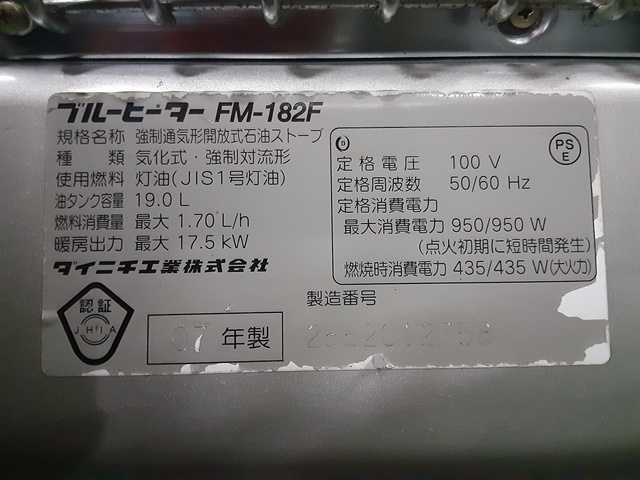 ブルーヒーター FM-182F
規格名称 強制通気形開放式石油ストーブ
種 類 気化式・強制対流形
使用燃料 灯油(JIS1号灯油)
油タンク容量 19.0L
燃料消費量 最大 1.70 L/h
暖房出力 最大 17.5 kW
ダイニチ工業株式会社
PS
E
定格電圧 100 V
定格周波数 50/60 Hz
定格消費電力
最大消費電力 950/950 W
(点火初期に短時間発生)
燃焼時消費電力 435/435 W(大火力)
製造番号
認証
JHIA
07 年製